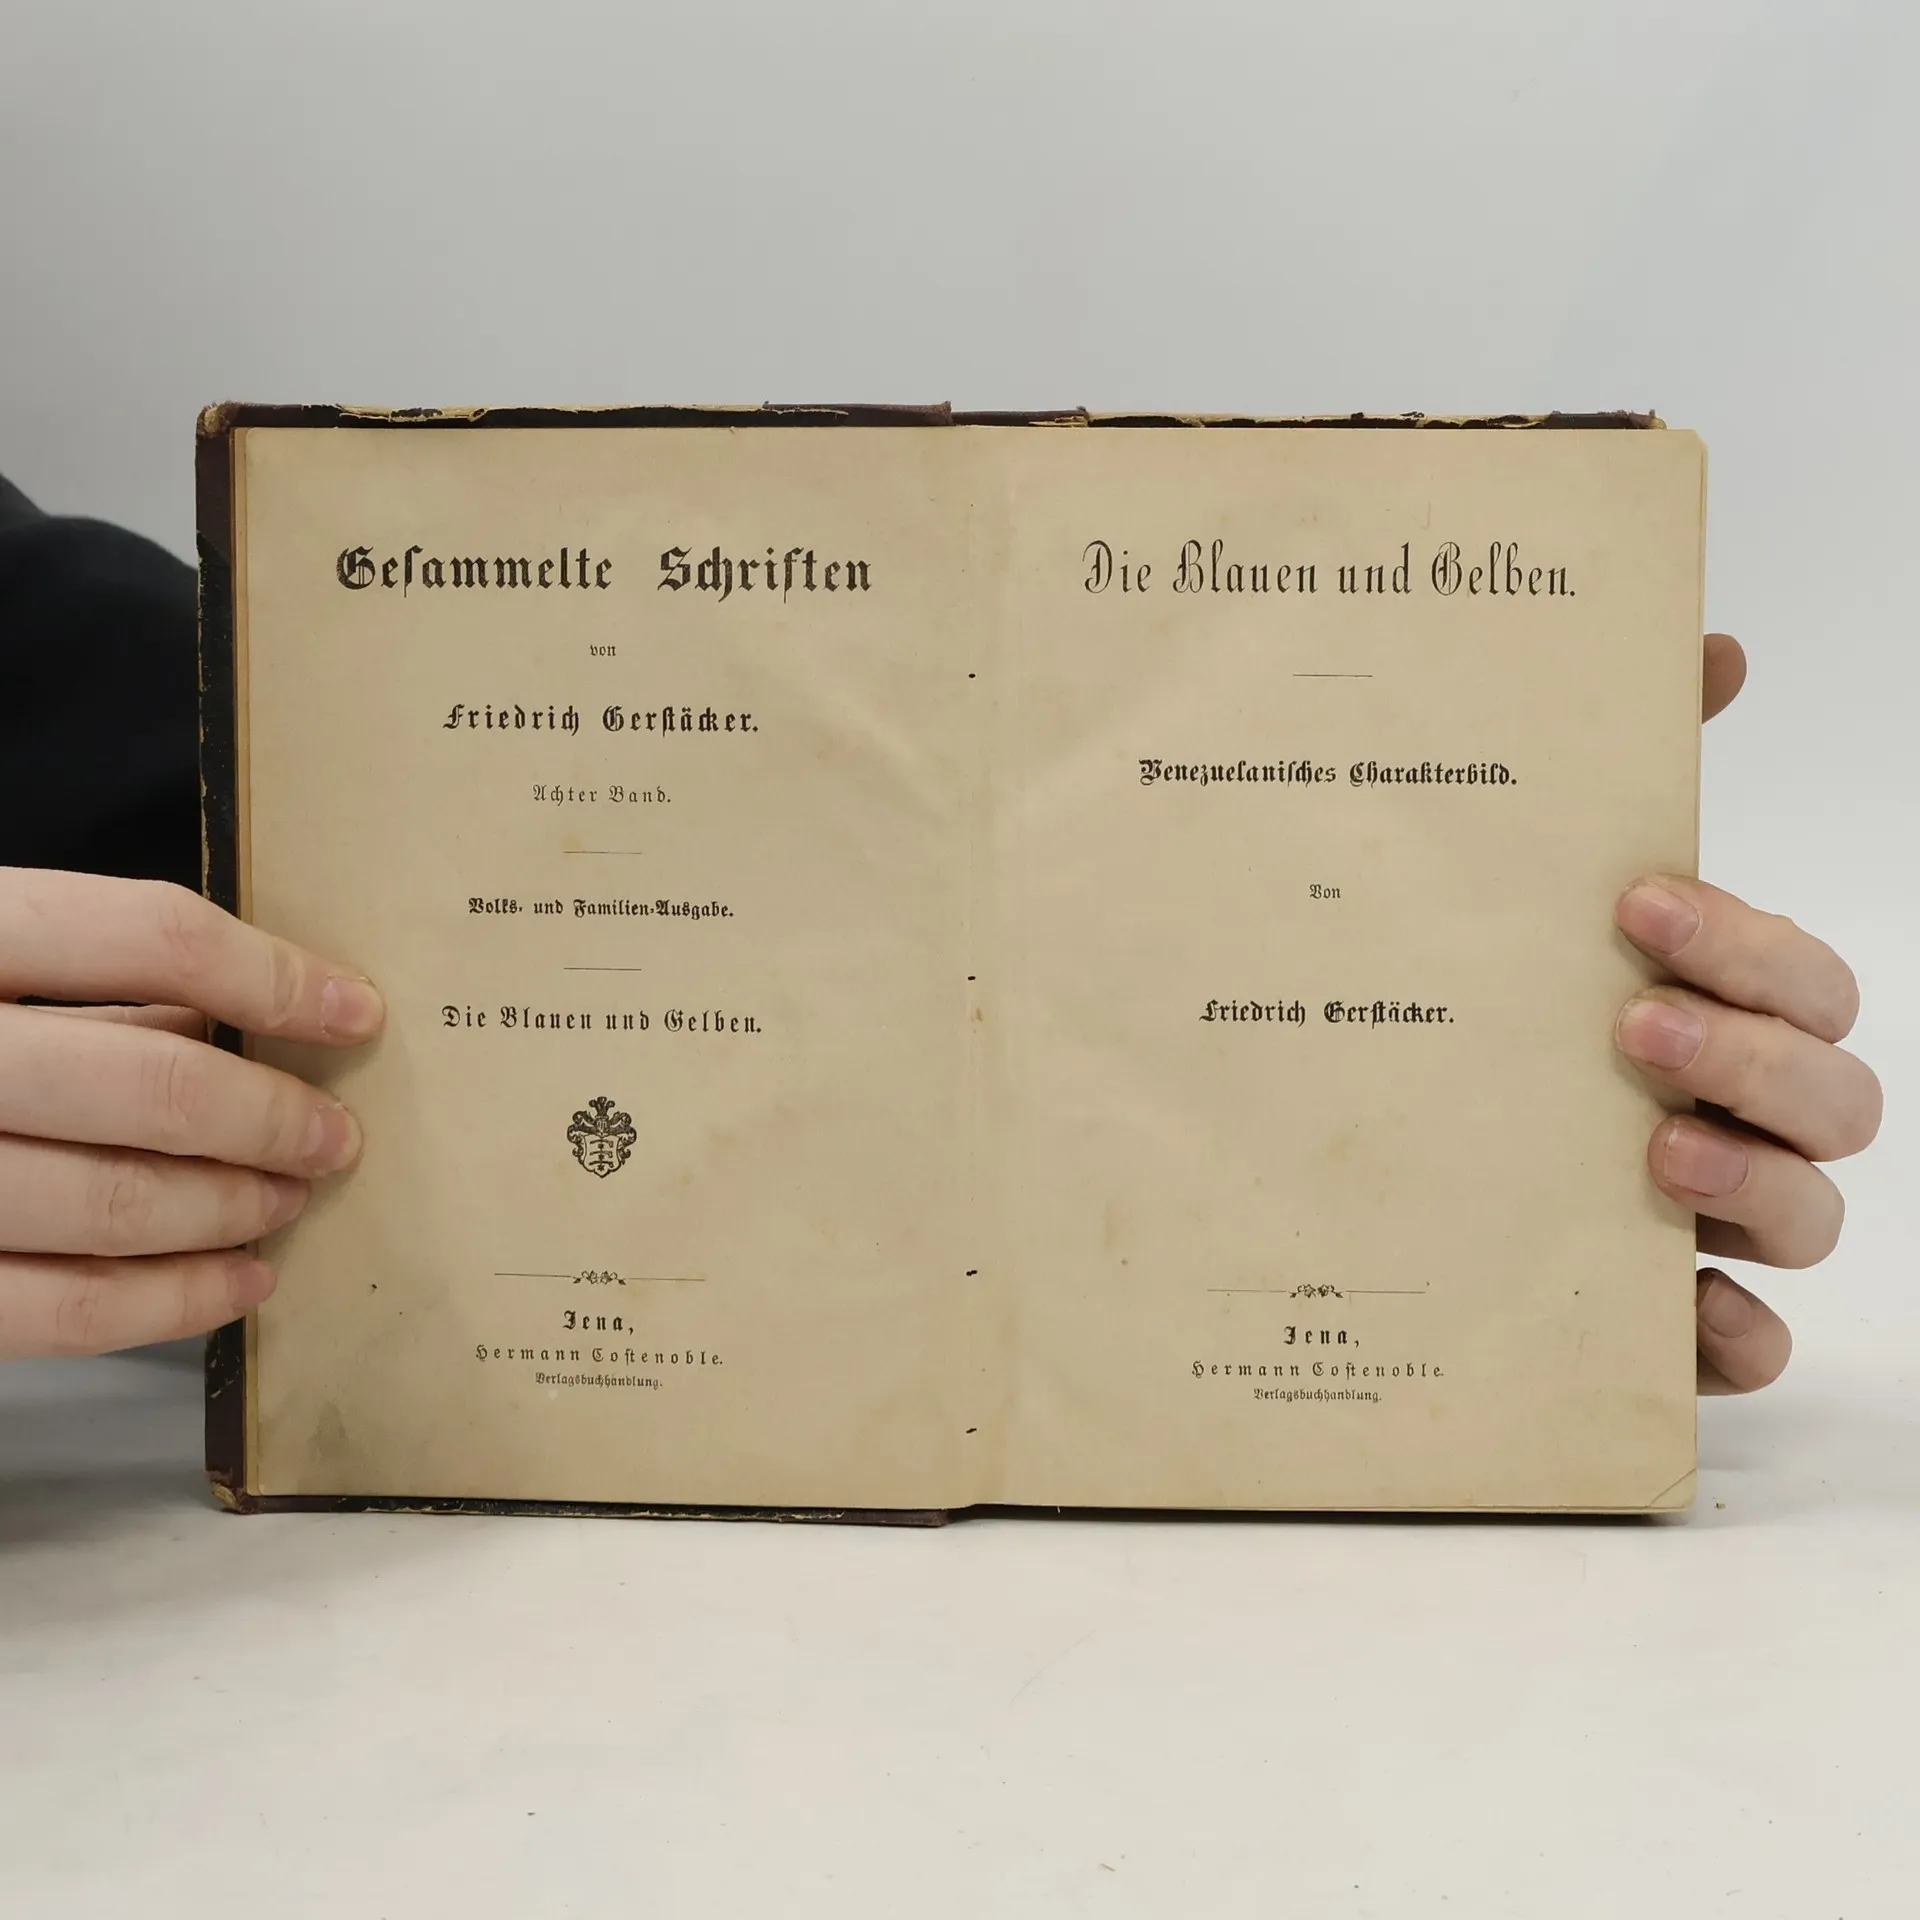 Gesammelte Schriften
von
Friedrich Gerstäcker.
Achter Band.
Volks- und Familien-Ausgabe.
Die Blauen und Gelben.
Jena,
Hermann Costenoble.
Verlagsbuchhandlung.
Die Blauen und Gelben.
Venezuelanisches Charakterbild.
Von
Friedrich Gerstäcker.
Jena,
Hermann Costenoble.
Verlagsbuchhandlung.